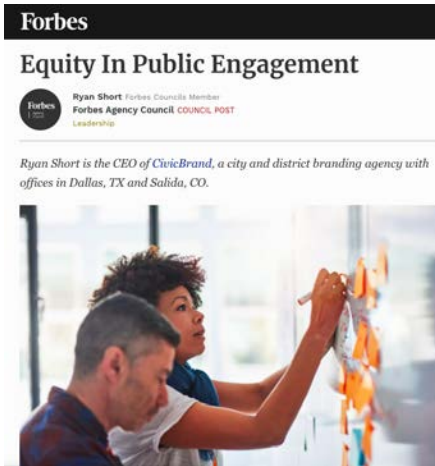 Forbes
Equity In Public Engagement
Ryan Short Forbes Councils Member
Forbes Agency Council COUNCIL POST
Leadership
Ryan Short is the CEO of CivicBrand, a city and district branding agency with
offices in Dallas, TX and Salida, CO.
Forbes